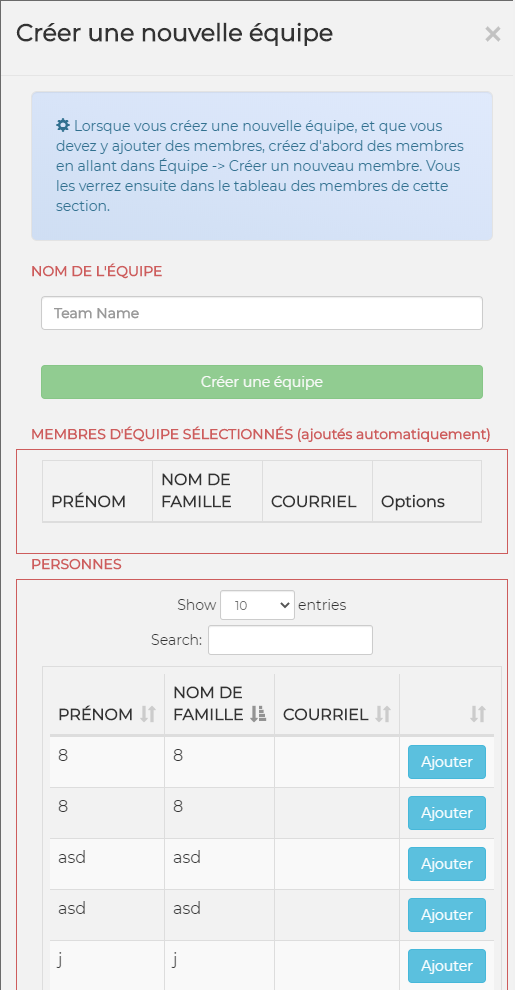 Créer une nouvelle équipe ×
Lorsque vous créez une nouvelle équipe, et que vous
devez y ajouter des membres, créez d'abord des membres
en allant dans Équipe -> Créer un nouveau membre. Vous
les verrez ensuite dans le tableau des membres de cette
section.
NOM DE L'ÉQUIPE
Team Name
Créer une équipe
MEMBRES D'ÉQUIPE SÉLECTIONNÉS (ajoutés automatiquement)
PRÉNOM NOM DE FAMILLE COURRIEL Options
PERSONNES
Show 10 entries
Search:
PRÉNOM NOM DE FAMILLE COURRIEL
8 8 Ajouter
8 8 Ajouter
asd asd Ajouter
asd asd Ajouter
j j Ajouter